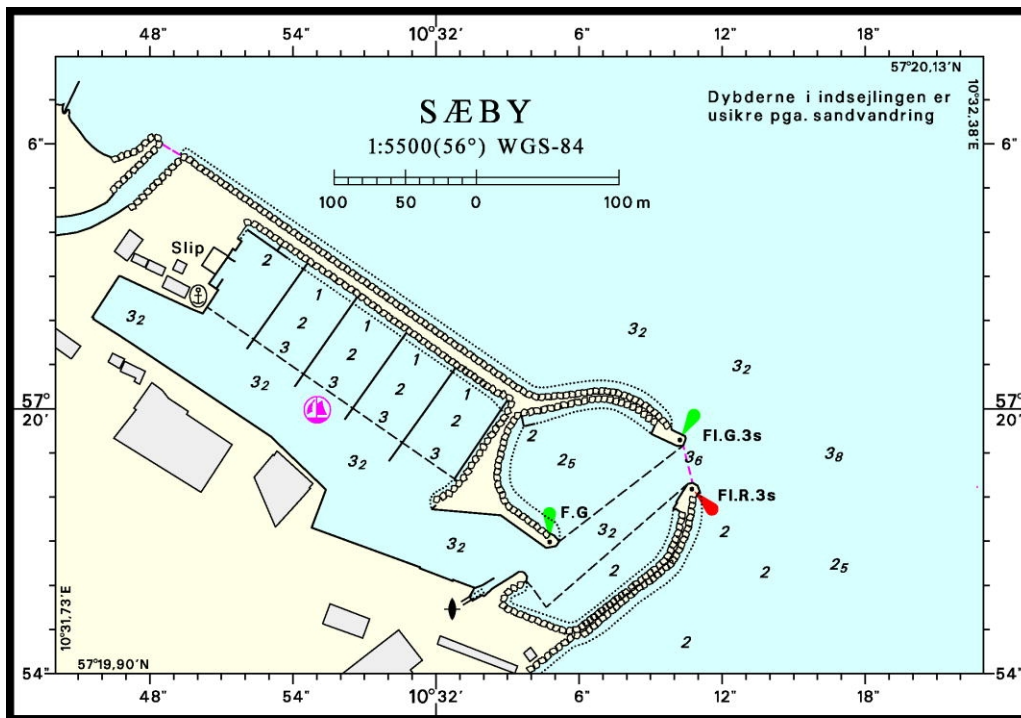 48" 54" 10°32' 6" 12" 18"
57°20,13'N
10°32,38'E
SÆBY
1:5500(56°) WGS-84
100 50 0 100 m
Dybderne i indsejlingen er
usikre pga. sandvandring
6" 6"
Slip
2
1
3₂ 2 1 3₂
3 2 1 3₂
3₂ 3 2 1
57° 57°
20' 20'
3 2 2 Fl.G.3s
3₂ 3 2₅ 3₆ 3₈
Fl.R.3s
F.G
3₂ 3₂ 2
2 2 2₅
10°31,73'E
2
57°19,90'N
54" 54"
48" 54" 10°32' 6" 12" 18"